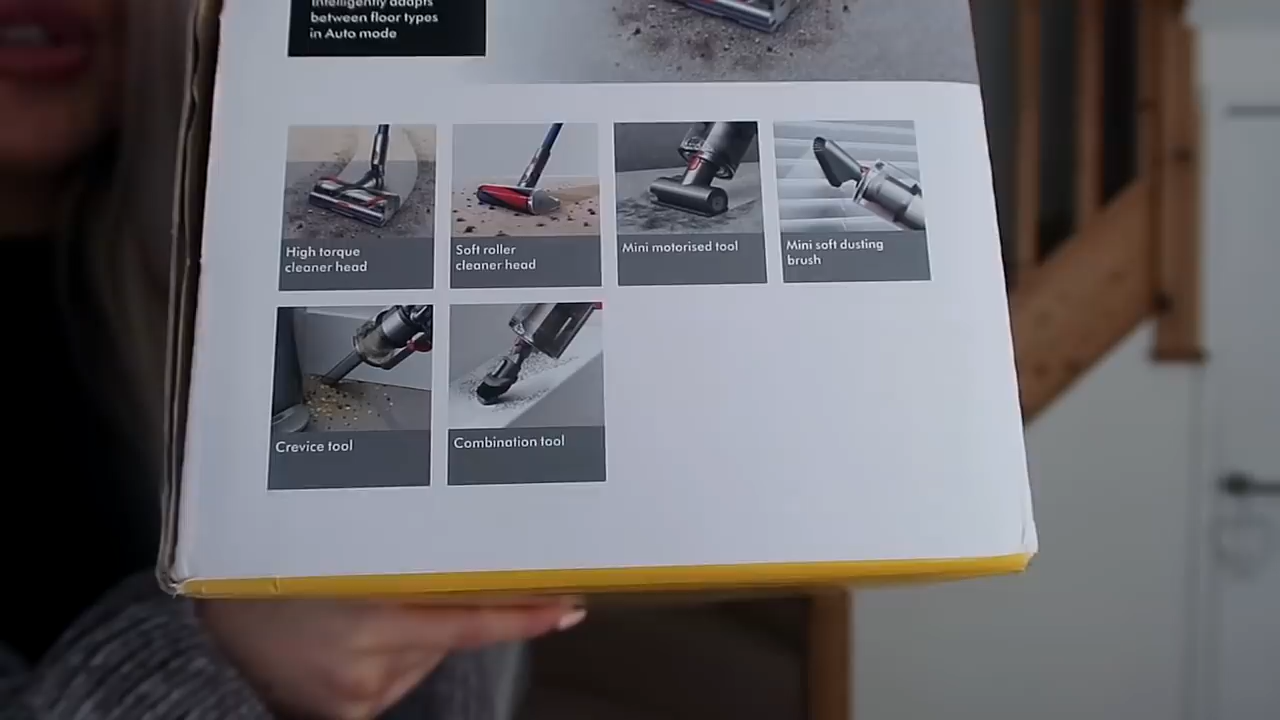 Intelligently adapts
between floor types
in Auto mode
High torque
cleaner head
Soft roller
cleaner head
Mini motorised tool
Mini soft dusting
brush
Crevice tool
Combination tool